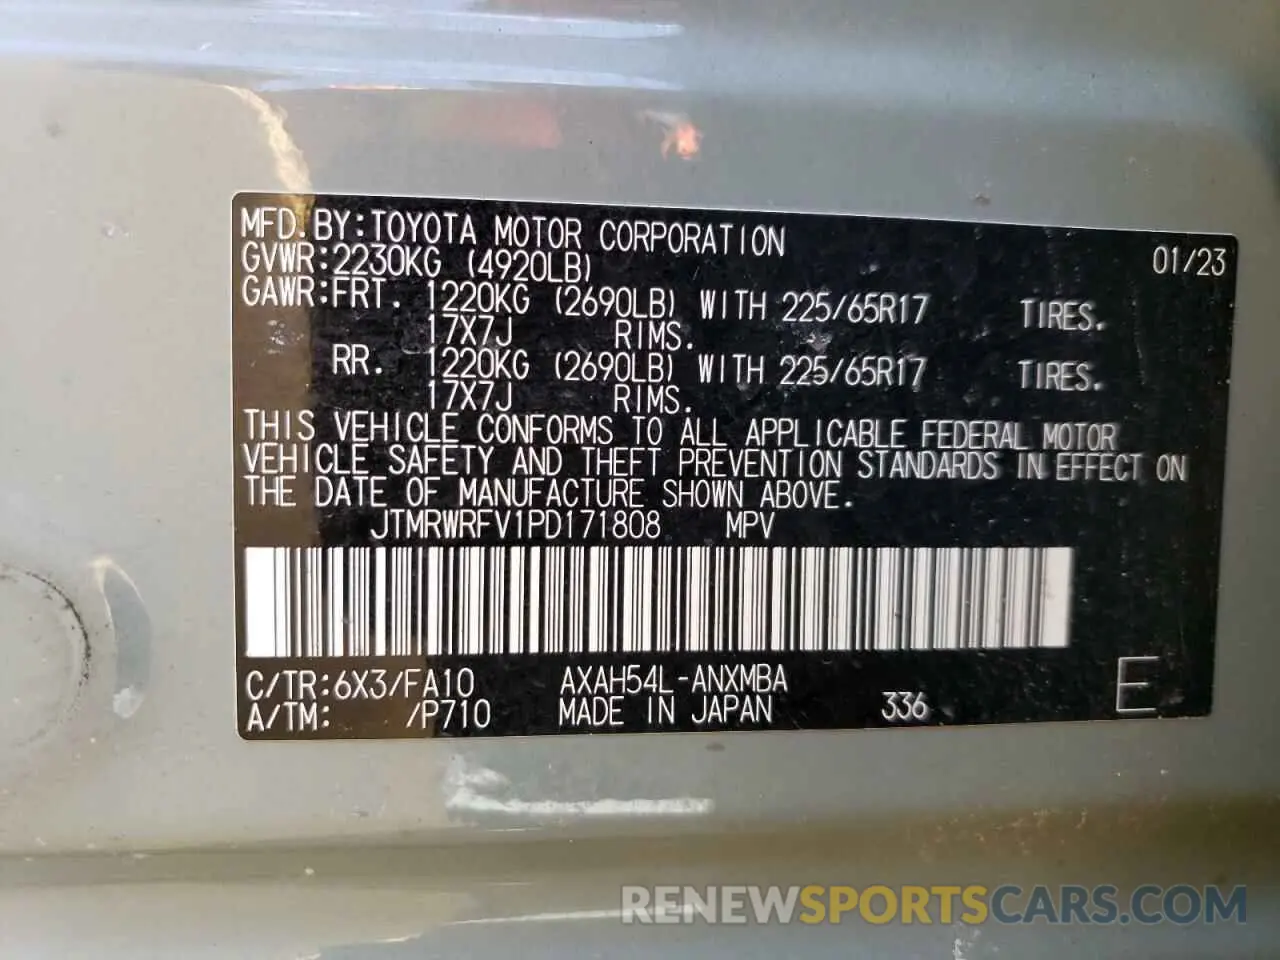 MFD. BY:TOYOTA MOTOR CORPORATION 01/23
GVWR:2230KG (4920LB)
GAWR:FRT. 1220KG (2690LB) WITH 225/65R17 TIRES.
17X7J RIMS.
RR. 1220KG (2690LB) WITH 225/65R17 TIRES.
17X7J RIMS.
THIS VEHICLE CONFORMS TO ALL APPLICABLE FEDERAL MOTOR
VEHICLE SAFETY AND THEFT PREVENTION STANDARDS IN EFFECT ON
THE DATE OF MANUFACTURE SHOWN ABOVE.
JTMRWRFV1PD171808 MPV
C/TR:6X3/FA10 AXAH54L-ANXMBA
A/TM: /P710 MADE IN JAPAN 336 E
RENEWSPORTSCARS.COM